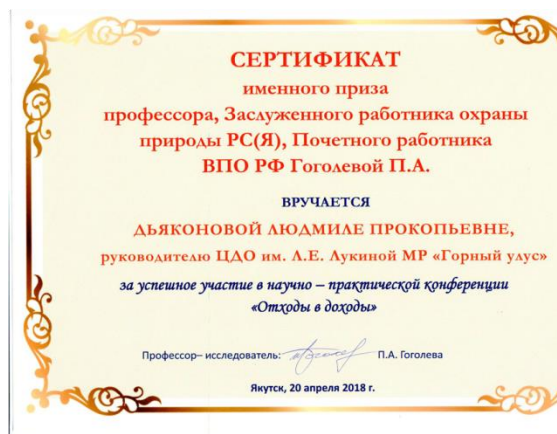 СЕРТИФИКАТ
именного приза
профессора, Заслуженного работника охраны
природы РС(Я), Почетного работника
ВПО РФ Гоголевой П.А.
ВРУЧАЕТСЯ
ДЬЯКОНОВОЙ ЛЮДМИЛЕ ПРОКОПЬЕВНЕ,
руководителю ЦДО им. Л.Е. Лукиной МР «Горный улус»
за успешное участие в научно – практической конференции
«Отходы в доходы»
Профессор– исследователь: П.А. Гоголева
Якутск, 20 апреля 2018 г.